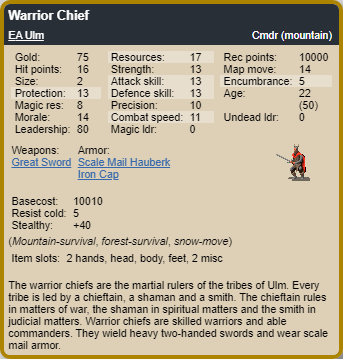 Warrior Chief
EA Ulm Cmdr (mountain)
Gold: 75 Resources: 17 Rec points: 10000
Hit points: 16 Strength: 13 Map move: 14
Size: 2 Attack skill: 13 Encumbrance: 5
Protection: 13 Defence skill: 13 Age: 22
Magic res: 8 Precision: 10 (50)
Morale: 14 Combat speed: 11 Undead ldr: 0
Leadership: 80 Magic ldr: 0
Weapons: Armor:
Great Sword Scale Mail Hauberk
Iron Cap
Basecost: 10010
Resist cold: 5
Stealthy: +40
(Mountain-survival, forest-survival, snow-move)
Item slots: 2 hands, head, body, feet, 2 misc
The warrior chiefs are the martial rulers of the tribes of Ulm. Every
tribe is led by a chieftain, a shaman and a smith. The chieftain rules
in matters of war, the shaman in spiritual matters and the smith in
judicial matters. Warrior chiefs are skilled warriors and able
commanders. They wield heavy two-handed swords and wear scale
mail armor.